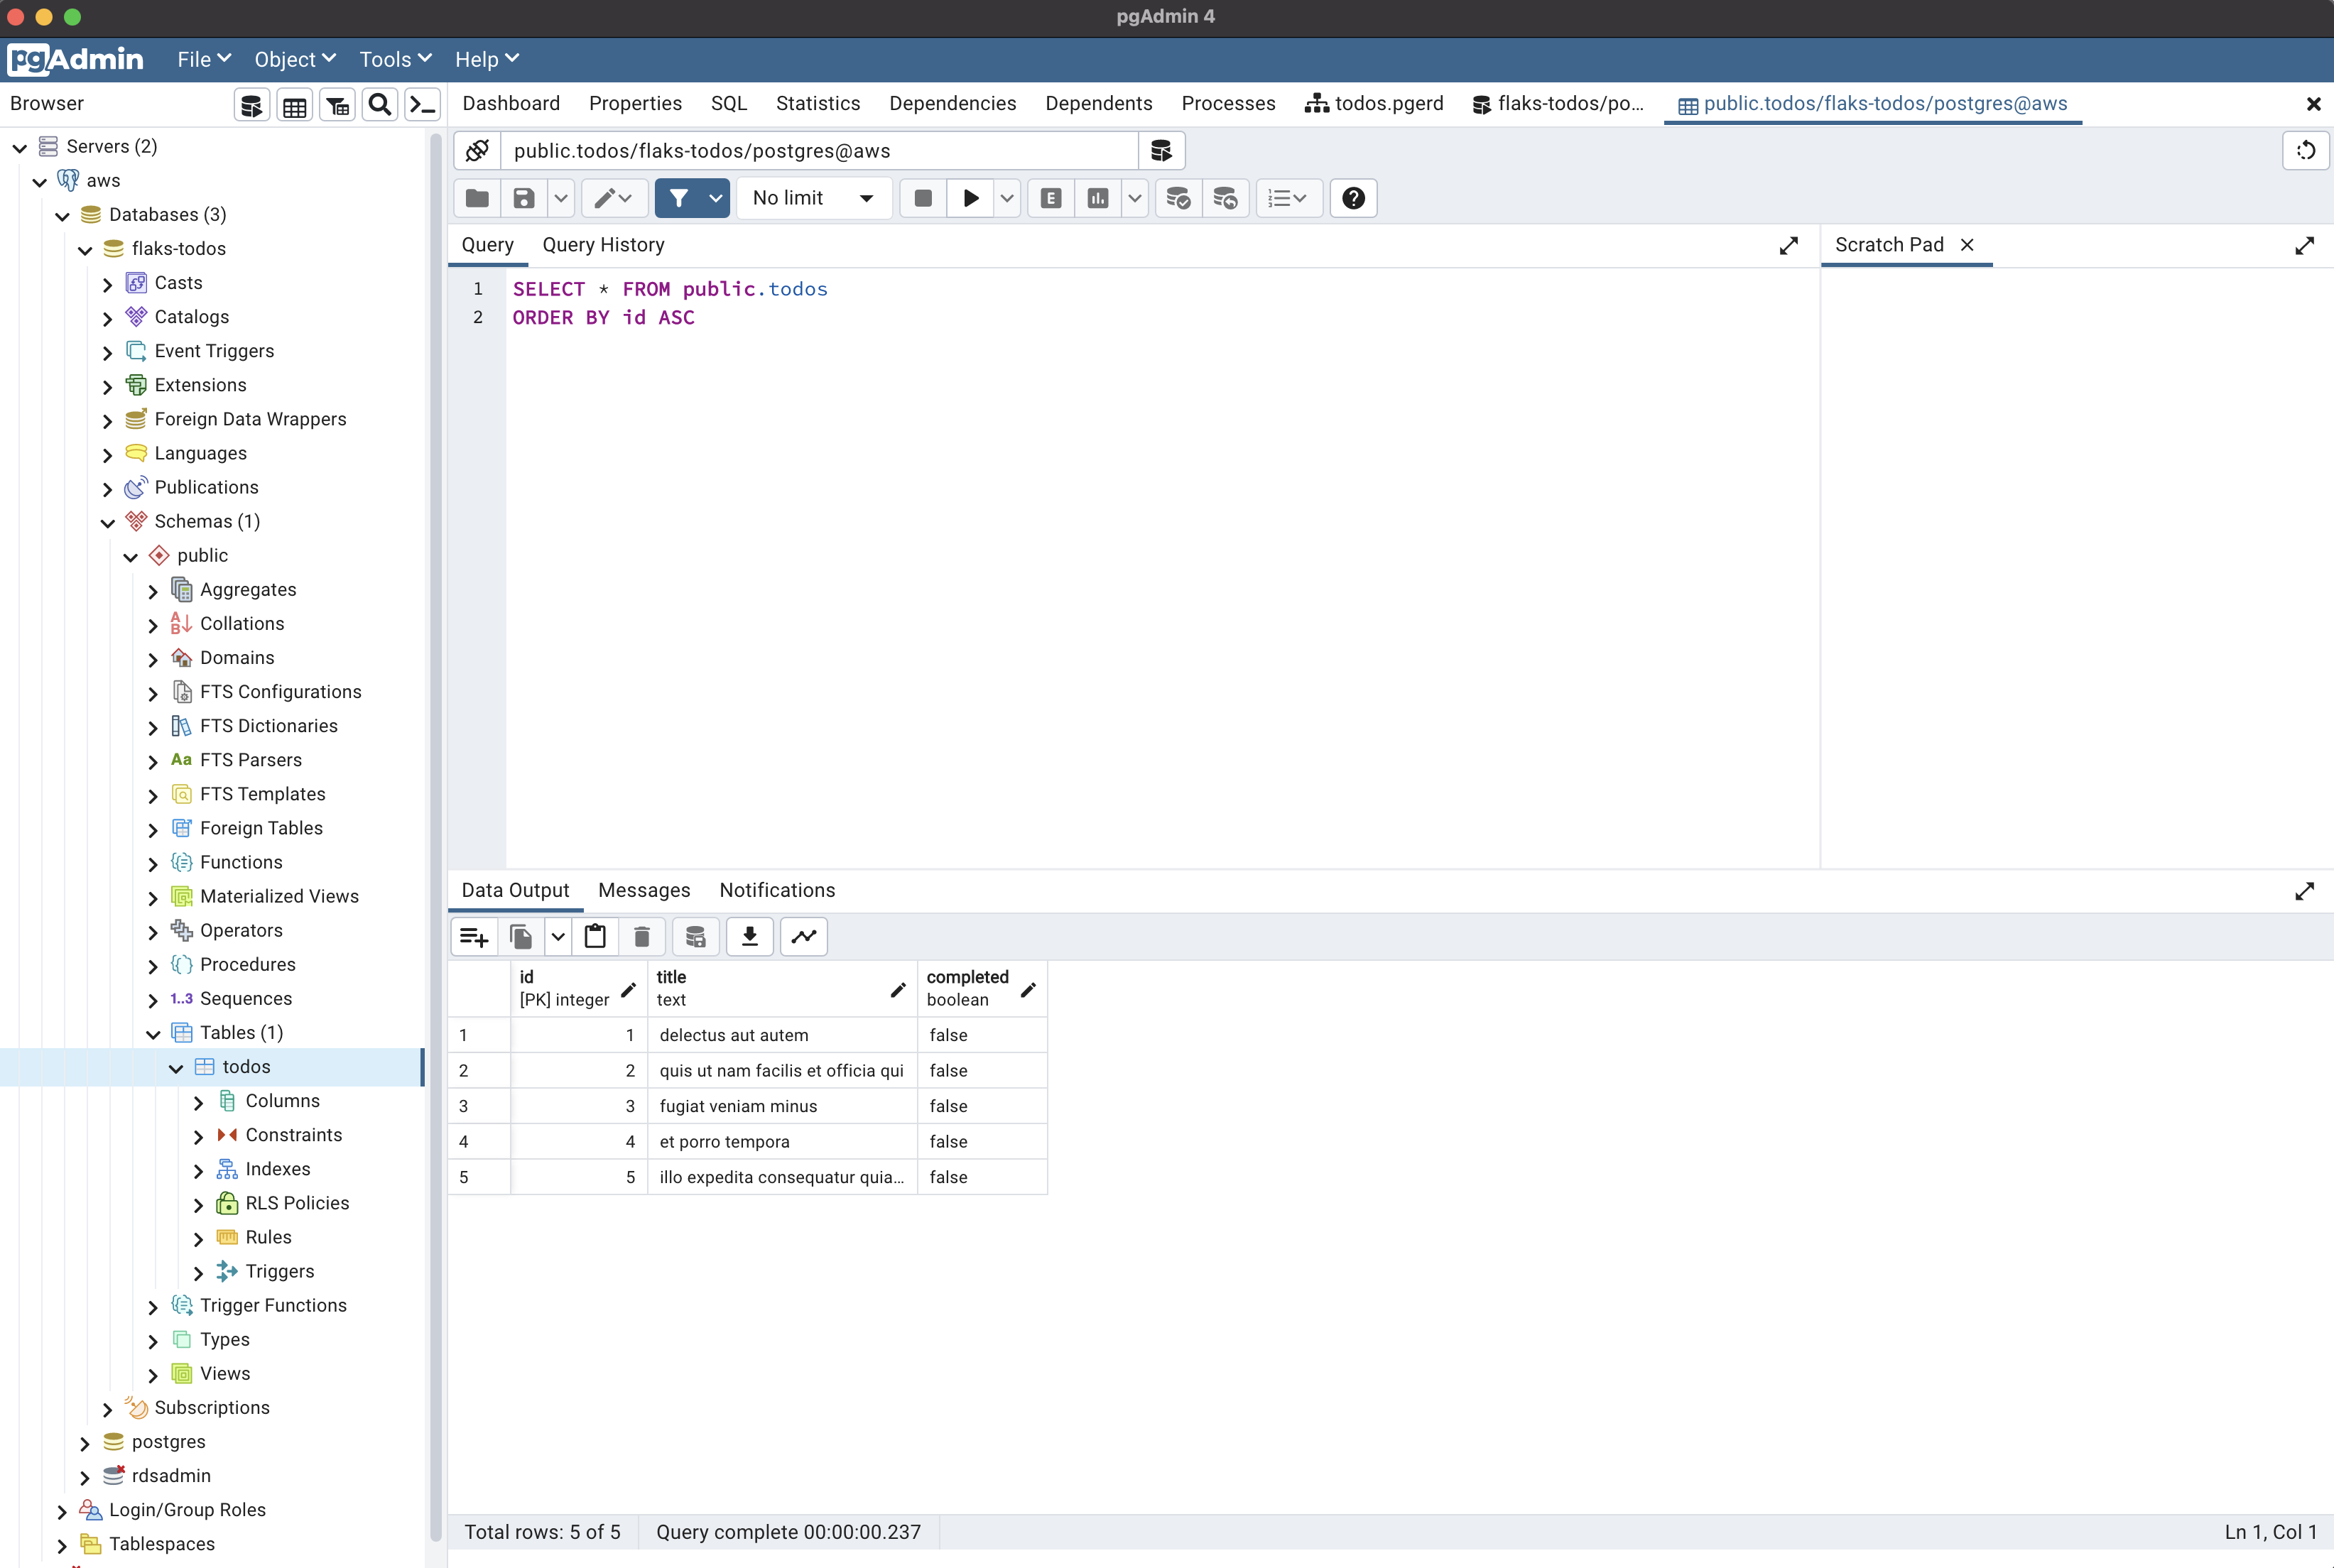 pgAdmin 4
pgAdmin File Object Tools Help
Browser
Dashboard Properties SQL Statistics Dependencies Dependents Processes todos.pgerd flaks-todos/po... public.todos/flaks-todos/postgres@aws
Servers (2)
aws
Databases (3)
flaks-todos
Casts
Catalogs
Event Triggers
Extensions
Foreign Data Wrappers
Languages
Publications
Schemas (1)
public
Aggregates
Collations
Domains
FTS Configurations
FTS Dictionaries
Aa FTS Parsers
FTS Templates
Foreign Tables
Functions
Materialized Views
Operators
Procedures
1..3 Sequences
Tables (1)
todos
Columns
Constraints
Indexes
RLS Policies
Rules
Triggers
Trigger Functions
Types
Views
Subscriptions
postgres
rdsadmin
Login/Group Roles
Tablespaces
public.todos/flaks-todos/postgres@aws
No limit
E
Query Query History
Scratch Pad
1 SELECT * FROM public.todos
2 ORDER BY id ASC
Data Output Messages Notifications
id title completed
[PK] integer text boolean
1 1 delectus aut autem false
2 2 quis ut nam facilis et officia qui false
3 3 fugiat veniam minus false
4 4 et porro tempora false
5 5 illo expedita consequatur quia... false
Total rows: 5 of 5 Query complete 00:00:00.237 Ln 1, Col 1